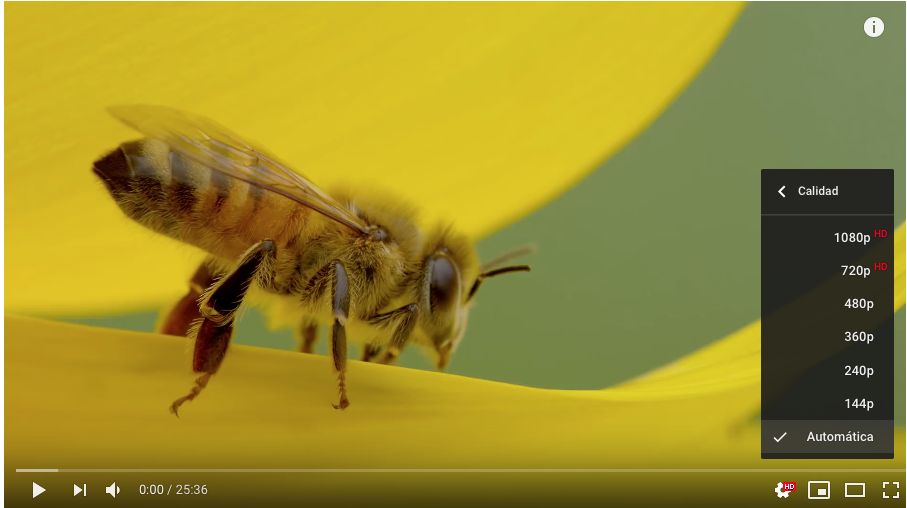 Calidad
1080p HD
720p HD
480p
360p
240p
144p
Automática
0:00 / 25:36
HD